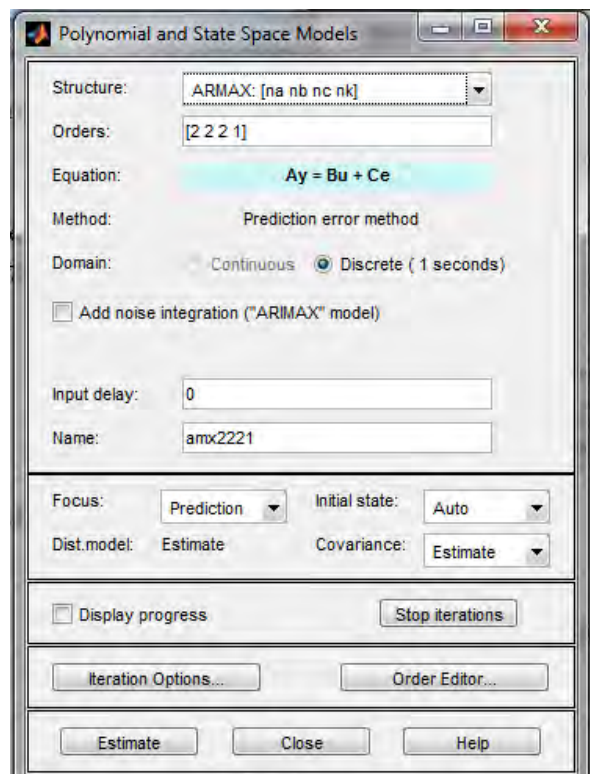 Polynomial and State Space Models
Structure: ARMAX: [na nb nc nk]
Orders: [2 2 2 1]
Equation: Ay = Bu + Ce
Method: Prediction error method
Domain: Continuous Discrete ( 1 seconds)
Add noise integration ("ARIMAX" model)
Input delay: 0
Name: amx2221
Focus: Prediction Initial state: Auto
Dist.model: Estimate Covariance: Estimate
Display progress Stop iterations
Iteration Options... Order Editor...
Estimate Close Help